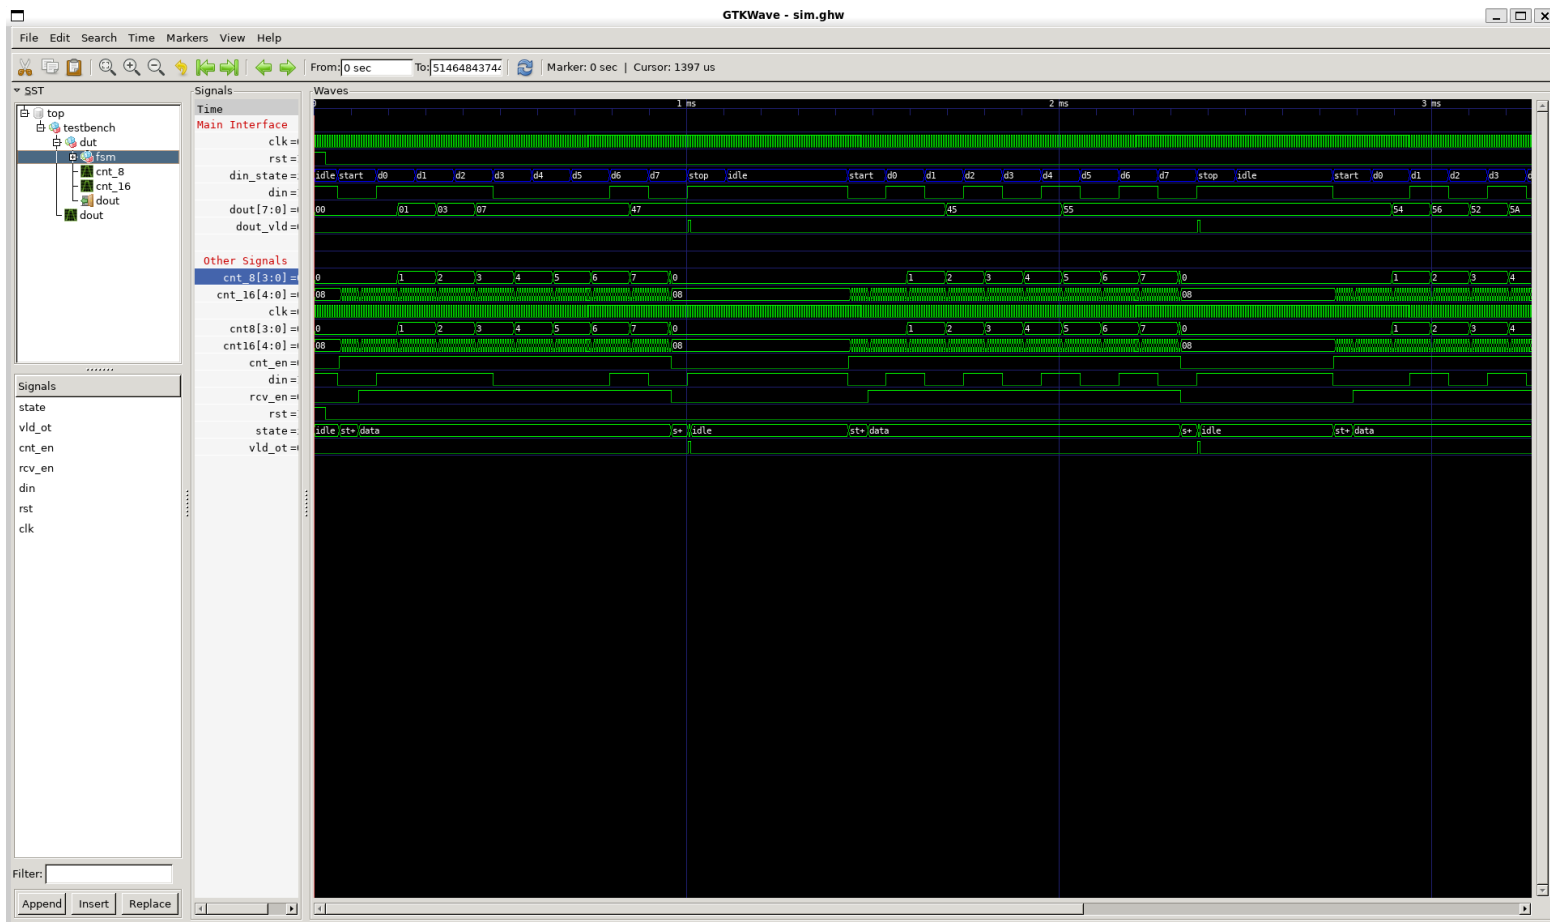 GTKWave - sim.ghw
File Edit Search Time Markers View Help
From: 0 sec To: 51464843744 Marker: 0 sec | Cursor: 1397 us
SST
top
testbench
dut
fsm
cnt_8
cnt_16
dout
dout
Signals
state
vld_ot
cnt_en
rcv_en
din
rst
clk
Filter:
Append Insert Replace
Signals
Time
Main Interface
clk =
rst =
din_state =
din =
dout[7:0] =
dout_vld =
Other Signals
cnt_8[3:0] =
cnt_16[4:0] =
clk =
cnt8[3:0] =
cnt16[4:0] =
cnt_en =
din =
rcv_en =
rst =
state =
vld_ot =
Waves
1 ms 2 ms 3 ms
idle start d0 d1 d2 d3 d4 d5 d6 d7 stop idle start d0 d1 d2 d3 d4 d5 d6 d7 stop idle start d0 d1 d2 d3
00 01 03 07 47 45 55 54 56 52 5A
0 1 2 3 4 5 6 7 0 1 2 3 4 5 6 7 0 1 2 3 4
08 08 08
0 1 2 3 4 5 6 7 0 1 2 3 4 5 6 7 0 1 2 3 4
08 08 08
idle st+ data s+ idle st+ data s+ idle st+ data